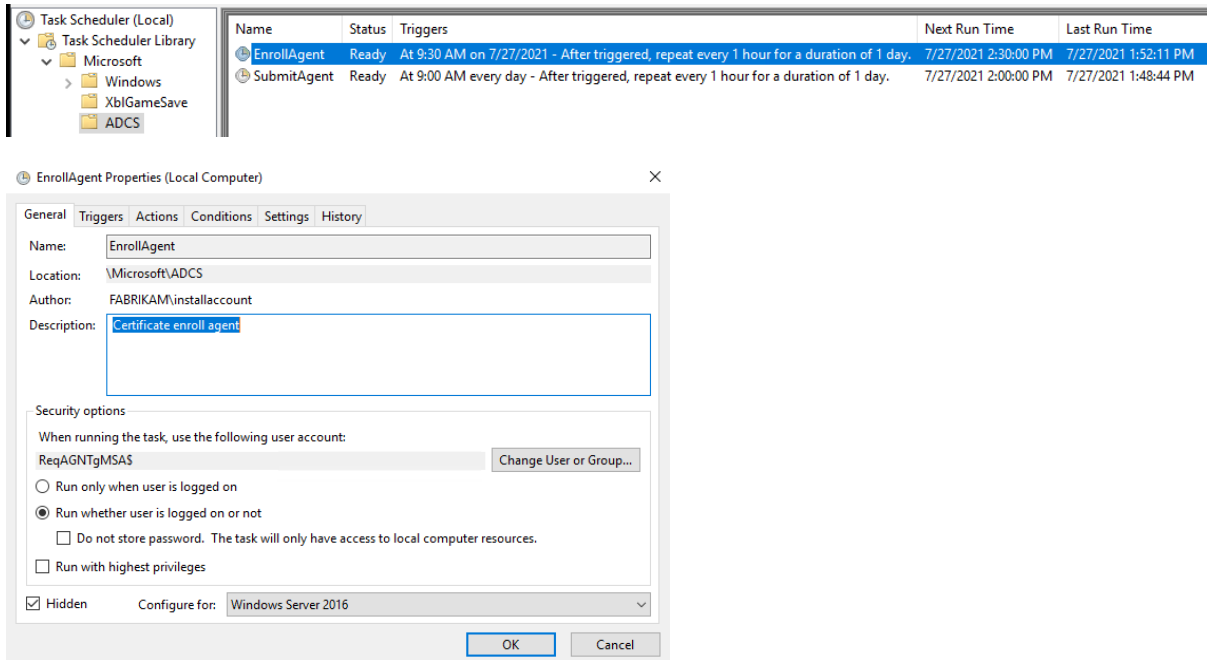 Task Scheduler (Local)
Task Scheduler Library
Microsoft
Windows
XblGameSave
ADCS
Name Status Triggers Next Run Time Last Run Time
EnrollAgent Ready At 9:30 AM on 7/27/2021 - After triggered, repeat every 1 hour for a duration of 1 day. 7/27/2021 2:30:00 PM 7/27/2021 1:52:11 PM
SubmitAgent Ready At 9:00 AM every day - After triggered, repeat every 1 hour for a duration of 1 day. 7/27/2021 2:00:00 PM 7/27/2021 1:48:44 PM
EnrollAgent Properties (Local Computer)
General Triggers Actions Conditions Settings History
Name: EnrollAgent
Location: \Microsoft\ADCS
Author: FABRIKAM\installaccount
Description: Certificate enroll agent
Security options
When running the task, use the following user account:
ReqAGNTgMSA$ Change User or Group...
Run only when user is logged on
Run whether user is logged on or not
Do not store password. The task will only have access to local computer resources.
Run with highest privileges
Hidden Configure for: Windows Server 2016
OK Cancel